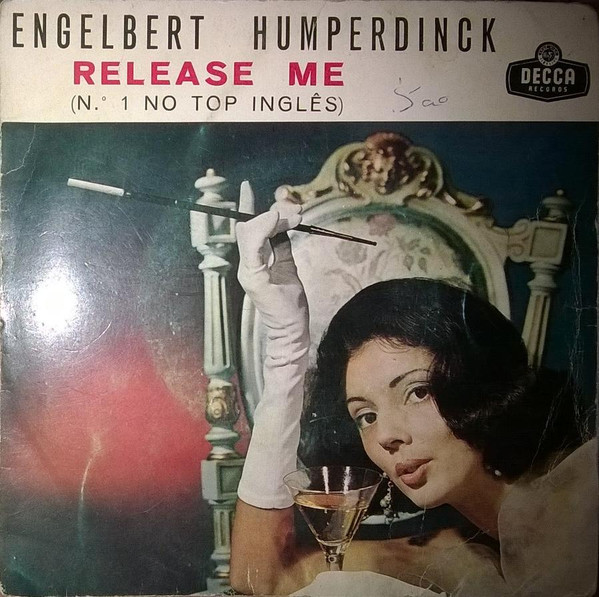 ENGELBERT HUMPERDINCK
RELEASE ME
(N.º 1 NO TOP INGLÊS)
DECCA
RECORDS